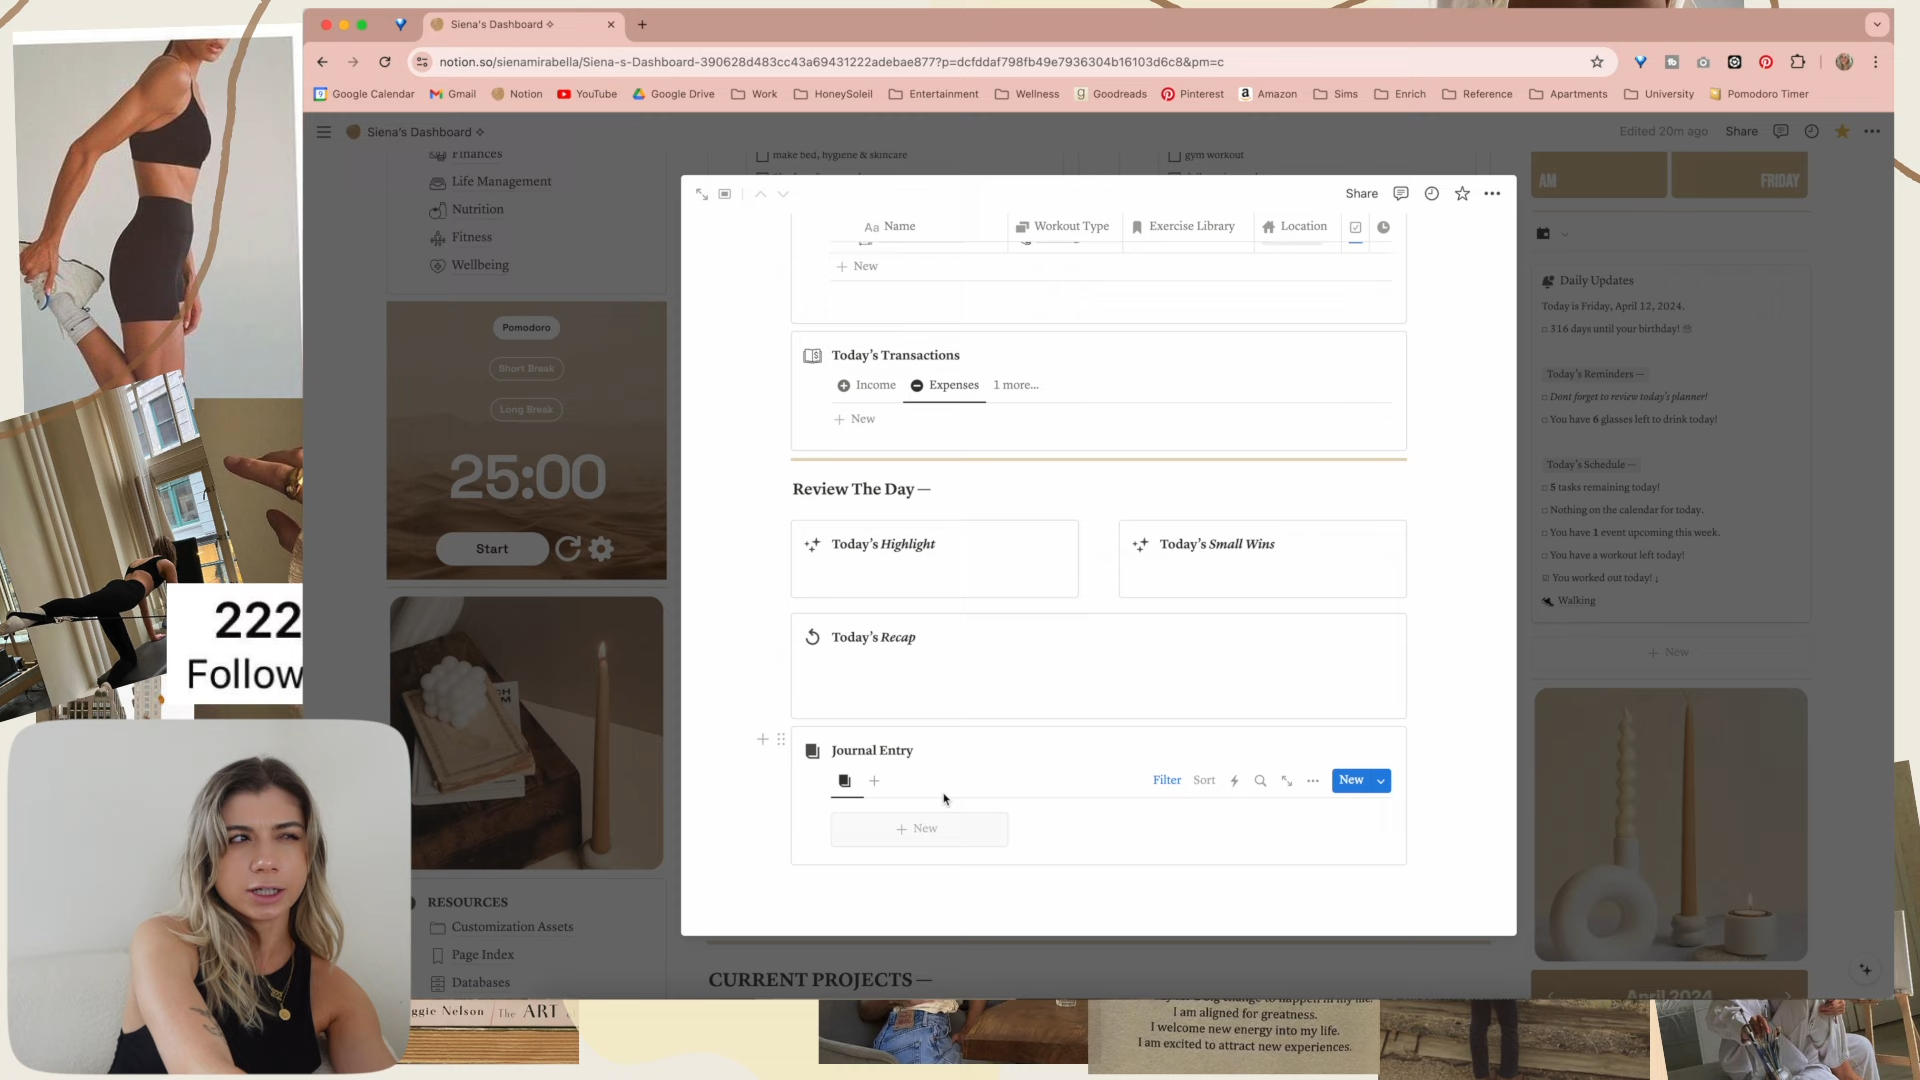 Siena's Dashboard ✧
notion.so/sienamirabella/Siena-s-Dashboard-390628d483cc43a69431222adebae877?p=dcfddaf798fb49e7936304b16103d6c8&pm=c
Google Calendar
Gmail
Notion
YouTube
Google Drive
Work
HoneySoleil
Entertainment
Wellness
Goodreads
Pinterest
Amazon
Sims
Enrich
Reference
Apartments
University
Pomodoro Timer
Siena's Dashboard ✧
Edited 20m ago
Share
Finances
Life Management
Nutrition
Fitness
Wellbeing
make bed, hygiene & skincare
gym workout
AM
FRIDAY
Pomodoro
Short Break
Long Break
25:00
Start
RESOURCES
Customization Assets
Page Index
Databases
Share
Aa Name
Workout Type
Exercise Library
Location
+ New
Today's Transactions
Income
Expenses
1 more...
+ New
Review The Day —
Today's Highlight
Today's Small Wins
Today's Recap
Journal Entry
Filter
Sort
New
+ New
CURRENT PROJECTS —
Daily Updates
Today is Friday, April 12, 2024.
316 days until your birthday!
Today's Reminders —
Dont forget to review today's planner!
You have 6 glasses left to drink today!
Today's Schedule —
5 tasks remaining today!
Nothing on the calendar for today.
You have 1 event upcoming this week.
You have a workout left today!
You worked out today! ↓
Walking
+ New
April 2024
222
Follow
ggie Nelson
The ART
I am aligned for greatness.
I welcome new energy into my life.
I am excited to attract new experiences.